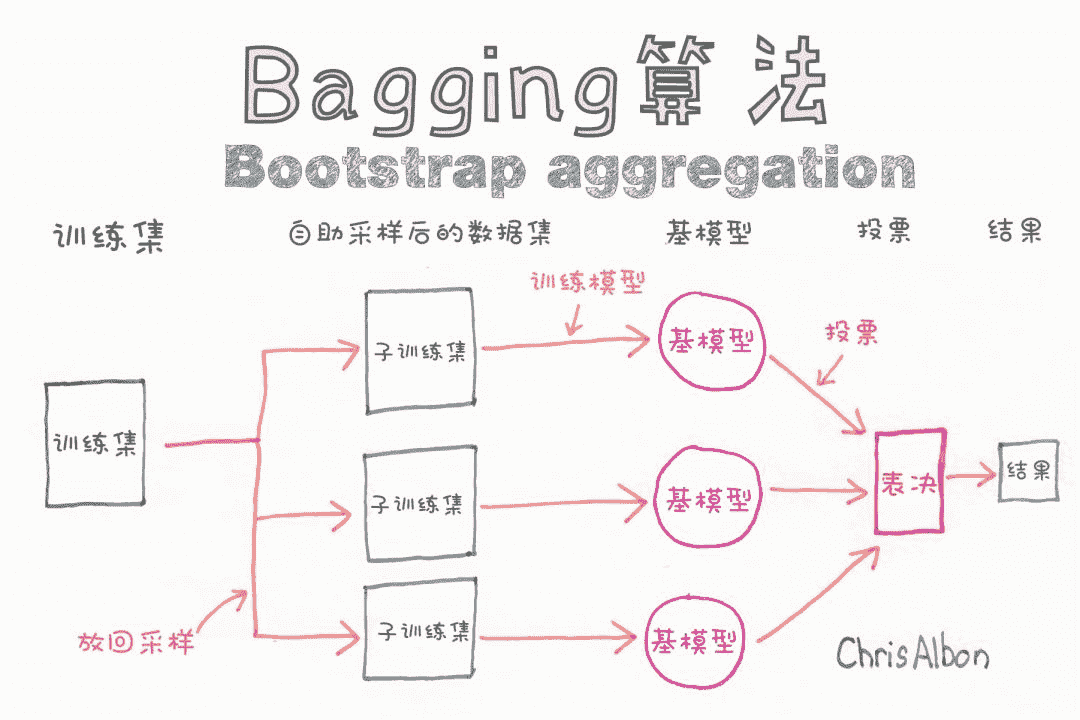 Bagging算法
Bootstrap aggregation
训练集 自助采样后的数据集 基模型 投票 结果
训练模型
投票
子训练集
基模型
训练集
子训练集
基模型
表决
结果
放回采样
子训练集
基模型
ChrisAlbon